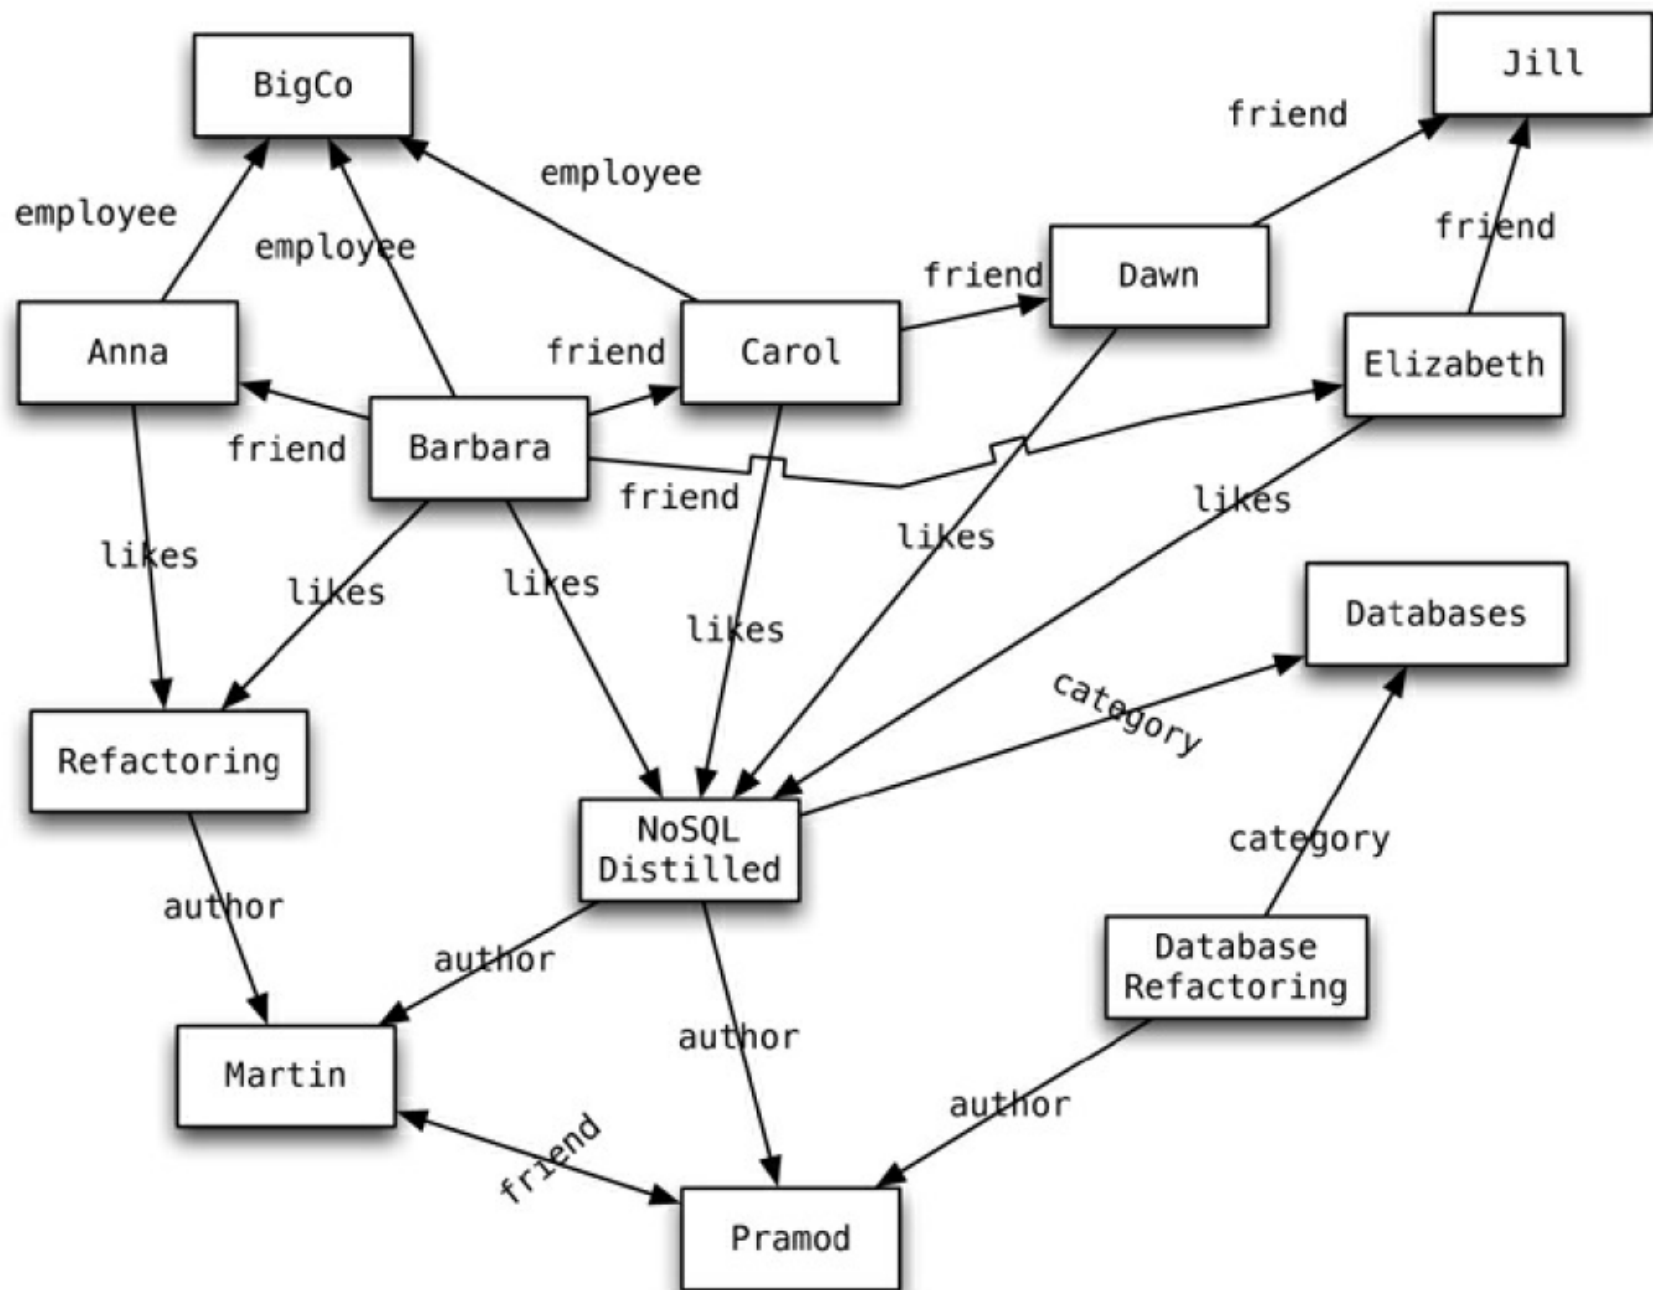 BigCo
Jill
friend
employee
employee
friend
employee
friend
Dawn
Anna
friend
Carol
Elizabeth
friend
Barbara
friend
likes
likes
likes
likes
likes
likes
Databases
category
Refactoring
NoSQL
Distilled
category
author
author
Database
Refactoring
author
Martin
author
friend
Pramod